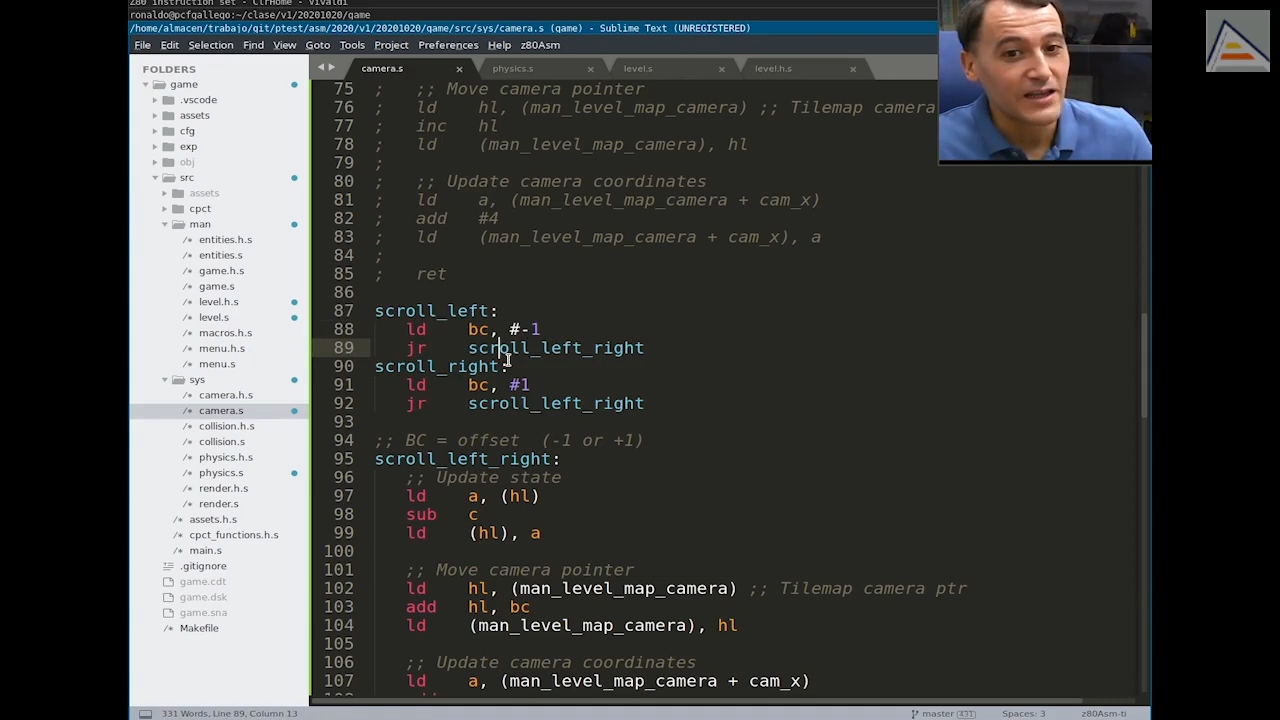 Z80 instruction set - ClrHome - Vivaldi
ronaldo@pcfqallego:~/clase/v1/20201020/game
/home/almacen/trabajo/git/ptest/asm/2020/v1/20201020/game/src/sys/camera.s (game) - Sublime Text (UNREGISTERED)
File Edit Selection Find View Goto Tools Project Preferences Help z80Asm
FOLDERS
game
.vscode
assets
cfg
exp
obj
src
assets
cpct
man
/* entities.h.s
/* entities.s
/* game.h.s
/* game.s
/* level.h.s
/* level.s
/* macros.h.s
/* menu.h.s
/* menu.s
sys
/* camera.h.s
/* camera.s
/* collision.h.s
/* collision.s
/* physics.h.s
/* physics.s
/* render.h.s
/* render.s
/* assets.h.s
/* cpct_functions.h.s
/* main.s
.gitignore
game.cdt
game.dsk
game.sna
Makefile
camera.s × physics.s × level.s × level.h.s ×
75 ; ;; Move camera pointer
76 ; ld hl, (man_level_map_camera) ;; Tilemap camera
77 ; inc hl
78 ; ld (man_level_map_camera), hl
79 ;
80 ; ;; Update camera coordinates
81 ; ld a, (man_level_map_camera + cam_x)
82 ; add #4
83 ; ld (man_level_map_camera + cam_x), a
84 ;
85 ; ret
86
87 scroll_left:
88 ld bc, #-1
89 jr scroll_left_right
90 scroll_right:
91 ld bc, #1
92 jr scroll_left_right
93
94 ;; BC = offset (-1 or +1)
95 scroll_left_right:
96 ;; Update state
97 ld a, (hl)
98 sub c
99 ld (hl), a
100
101 ;; Move camera pointer
102 ld hl, (man_level_map_camera) ;; Tilemap camera ptr
103 add hl, bc
104 ld (man_level_map_camera), hl
105
106 ;; Update camera coordinates
107 ld a, (man_level_map_camera + cam_x)
331 Words, Line 89, Column 13
master 431 Spaces: 3 z80Asm-ti